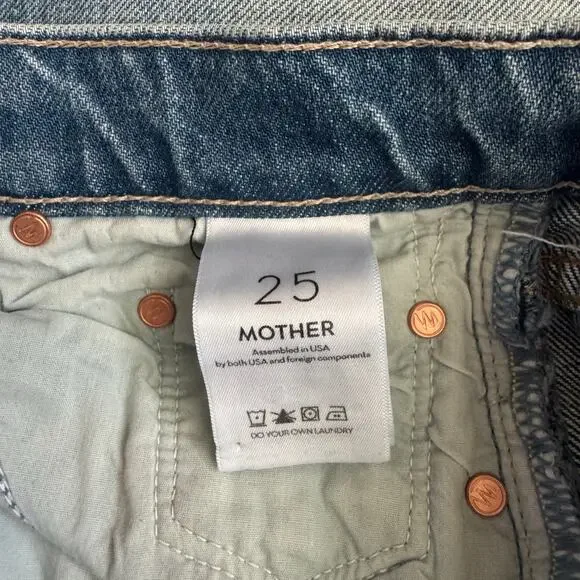 25
MOTHER
Assembled in USA
by both USA and foreign components
DO YOUR OWN LAUNDRY